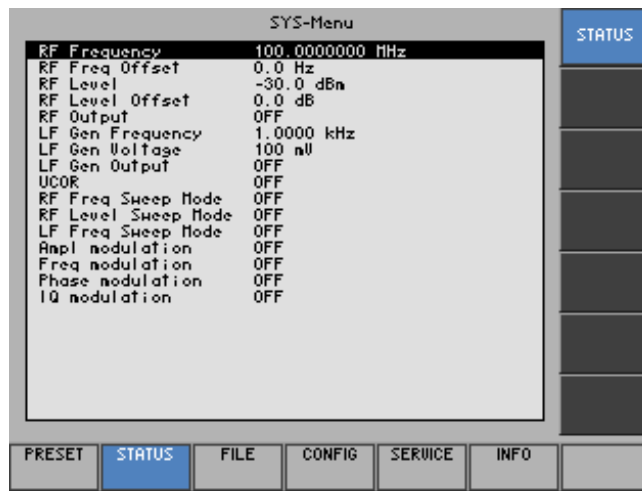 SYS-Menu
STATUS
RF Frequency 100.0000000 MHz
RF Freq Offset 0.0 Hz
RF Level -30.0 dBm
RF Level Offset 0.0 dB
RF Output OFF
LF Gen Frequency 1.0000 kHz
LF Gen Voltage 100 mV
LF Gen Output OFF
UCOR OFF
RF Freq Sweep Mode OFF
RF Level Sweep Mode OFF
LF Freq Sweep Mode OFF
Ampl modulation OFF
Freq modulation OFF
Phase modulation OFF
IQ modulation OFF
PRESET STATUS FILE CONFIG SERVICE INFO